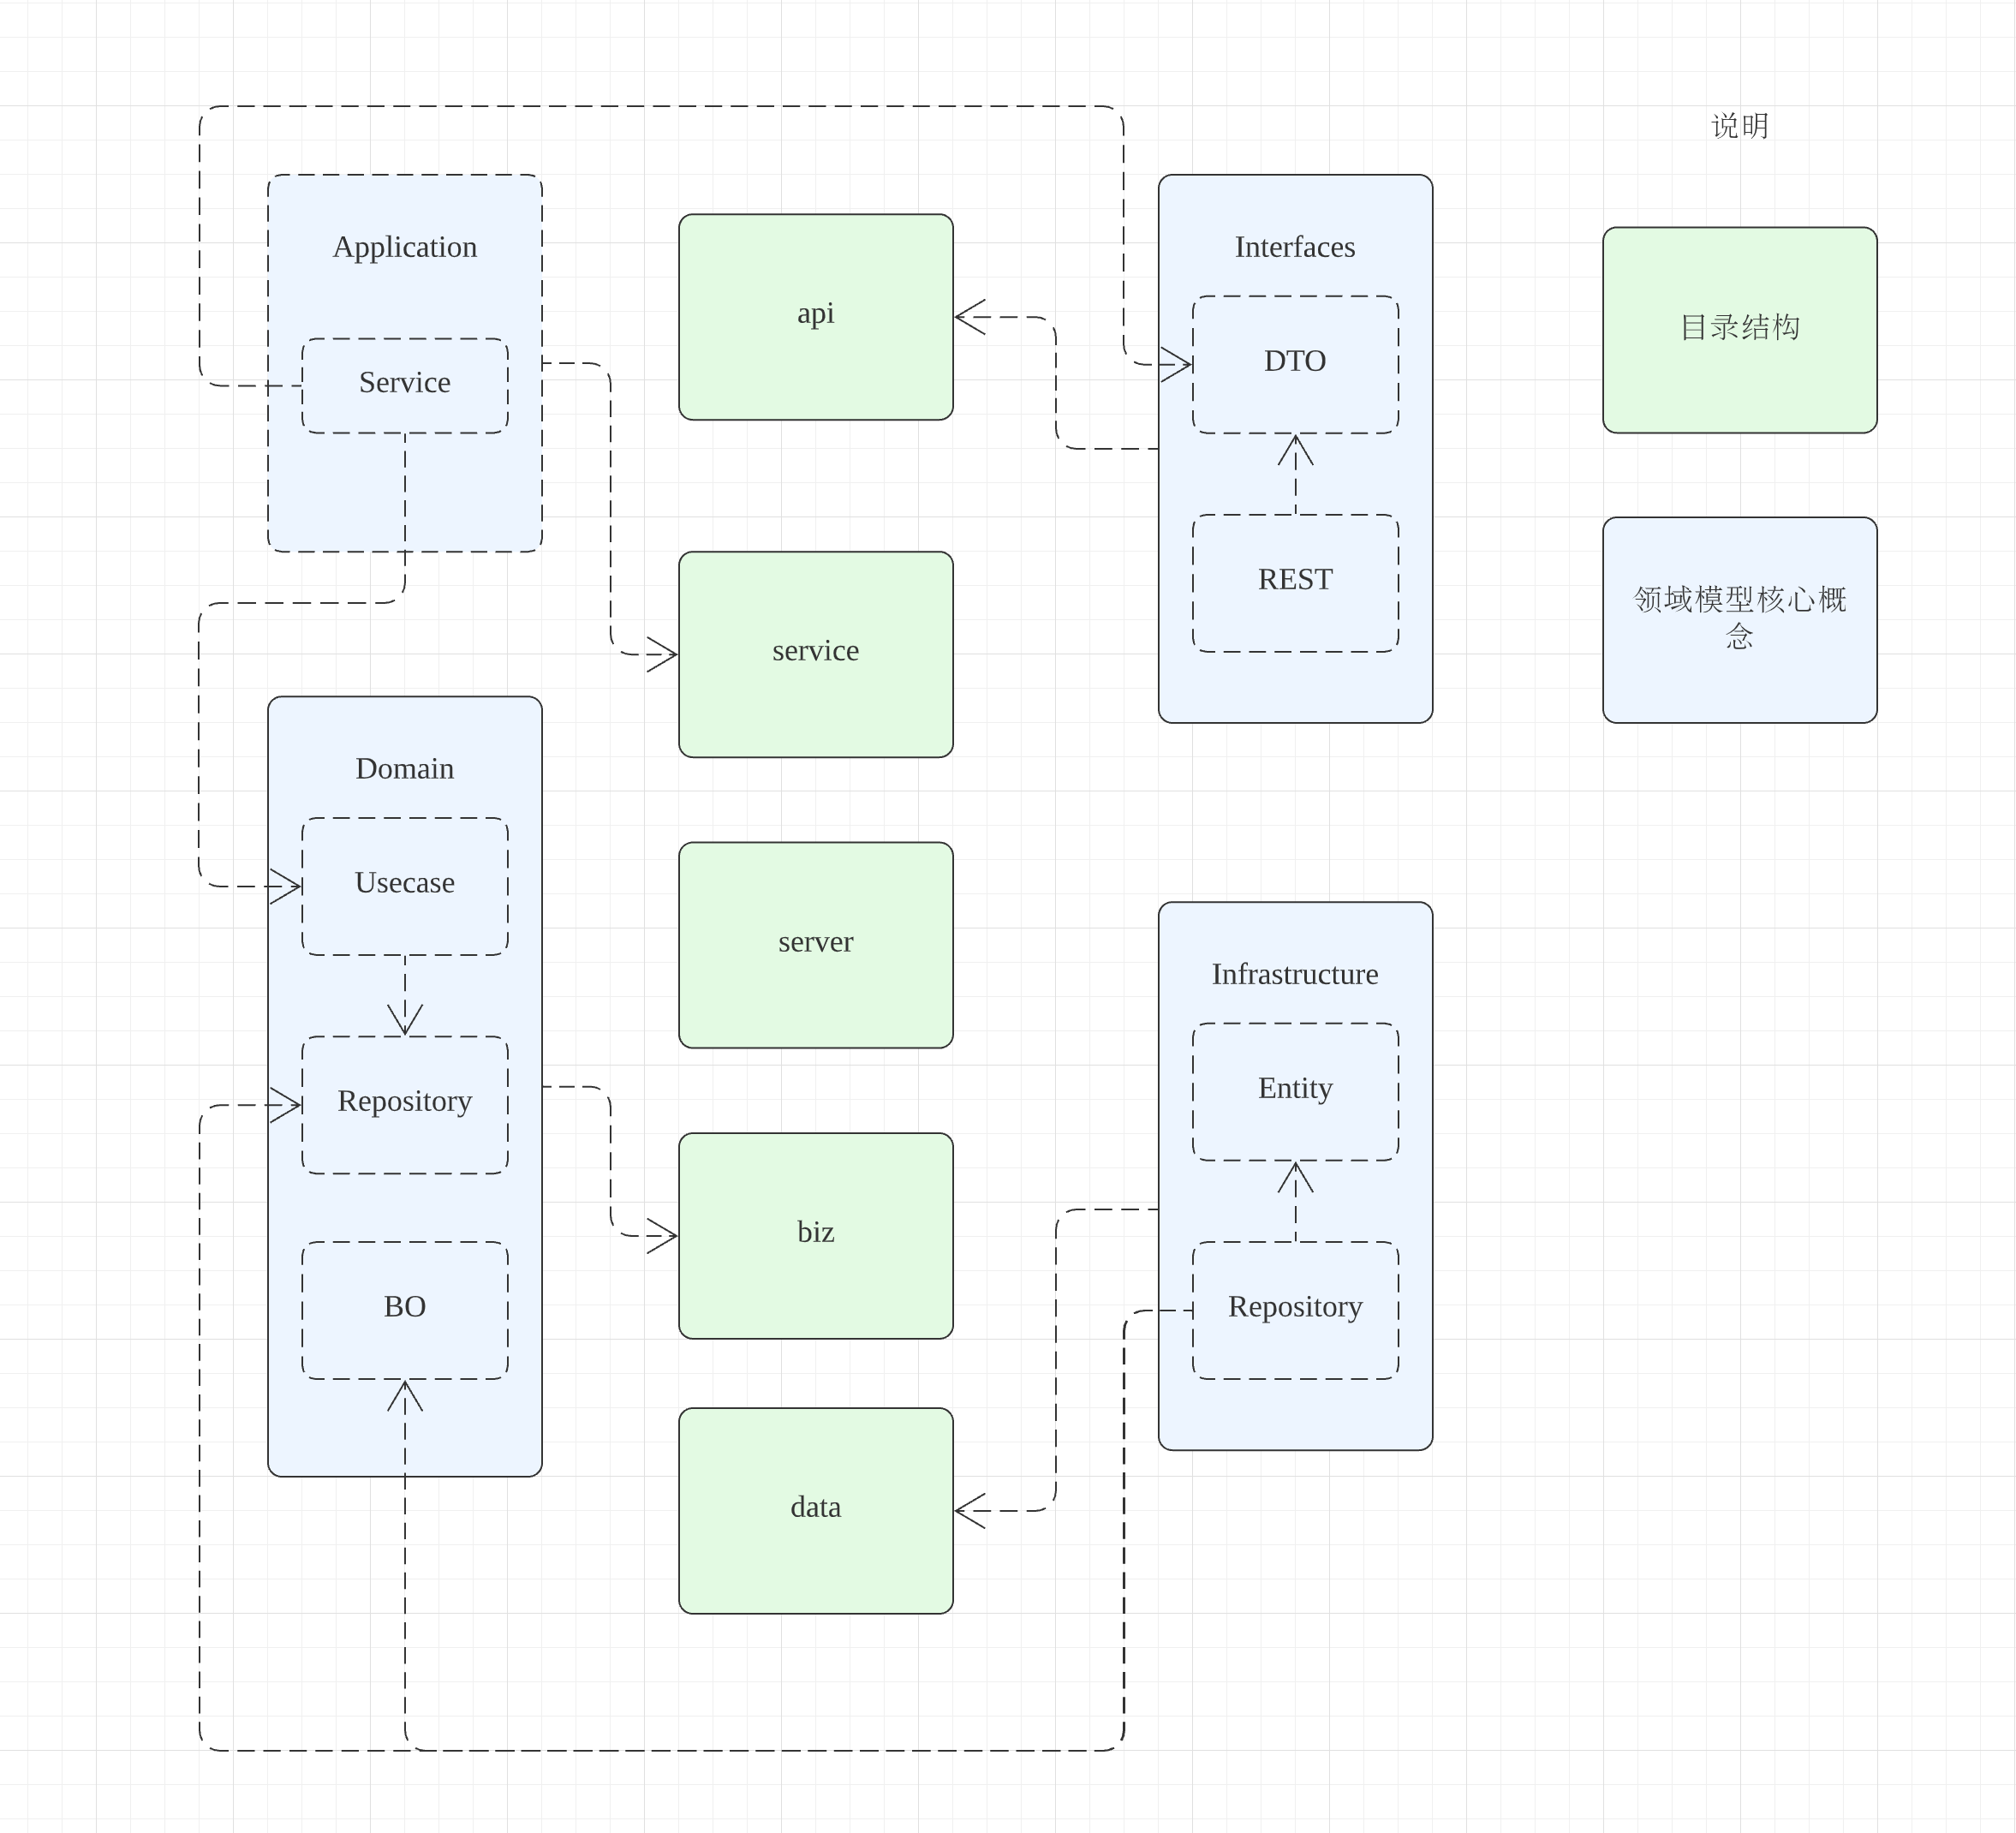 说明
Application
Service
api
Interfaces
DTO
REST
目录结构
领域模型核心概
念
service
Domain
Usecase
Repository
BO
server
biz
data
Infrastructure
Entity
Repository